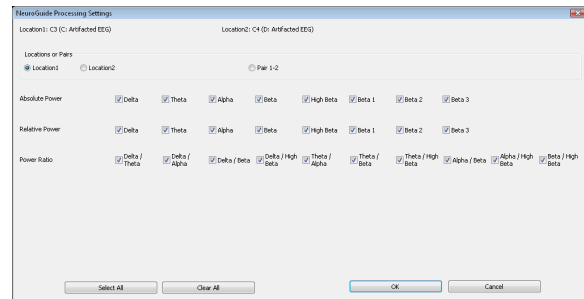 NeuroGuide Processing Settings
Location1: C3 (C: Artifacted EEG) Location2: C4 (D: Artifacted EEG)
Locations or Pairs
Location1 Location2 Pair 1-2
Absolute Power Delta Theta Alpha Beta High Beta Beta 1 Beta 2 Beta 3
Relative Power Delta Theta Alpha Beta High Beta Beta 1 Beta 2 Beta 3
Power Ratio Delta / Theta Delta / Alpha Delta / Beta Delta / High Beta Theta / Alpha Theta / Beta Theta / High Beta Alpha / Beta Alpha / High Beta Beta / High Beta
Select All Clear All OK Cancel